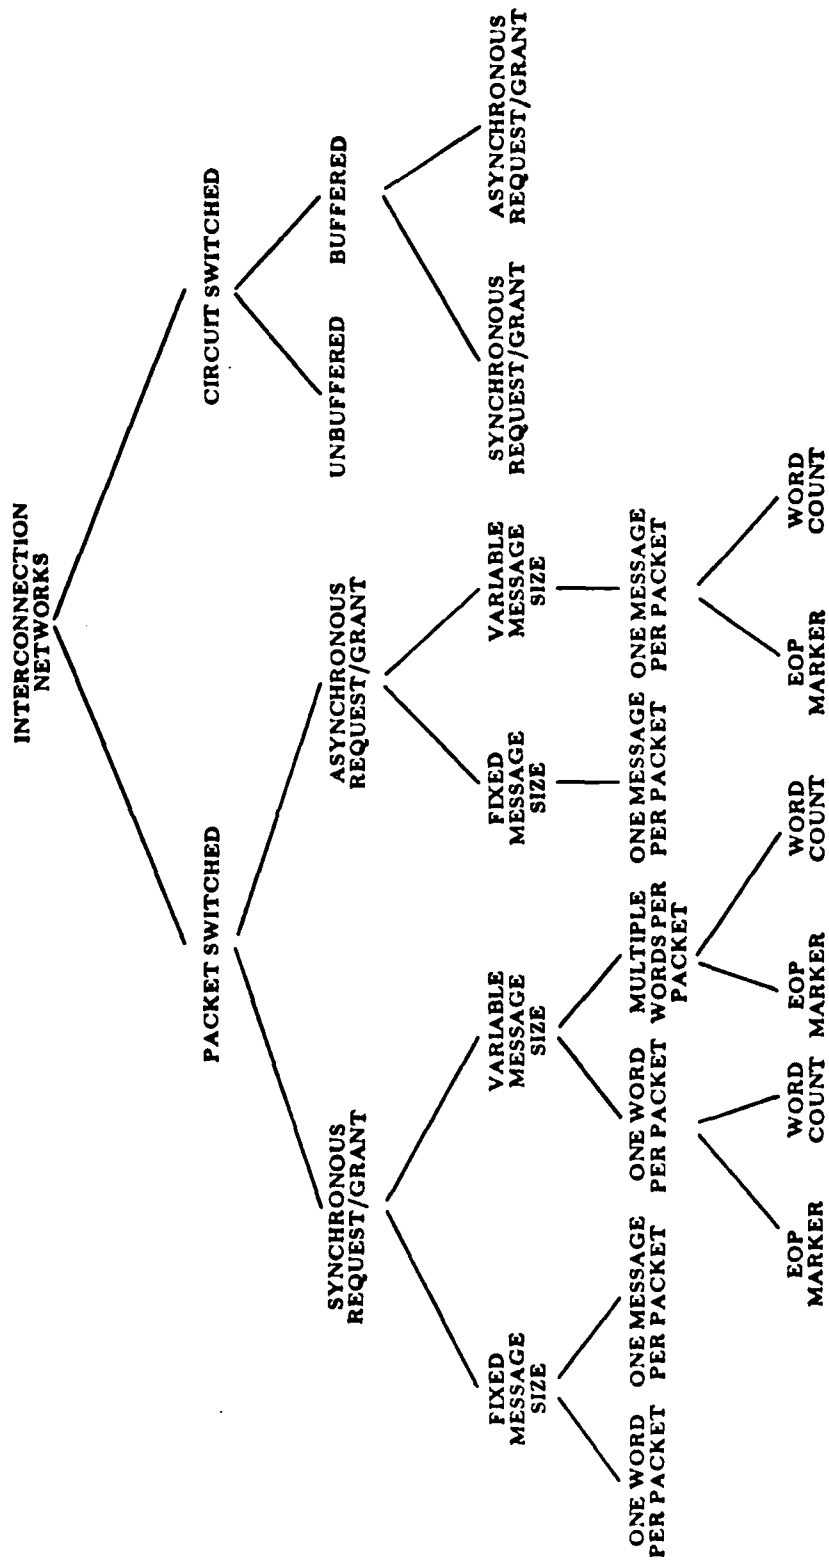 INTERCONNECTION
NETWORKS
PACKET SWITCHED
CIRCUIT SWITCHED
SYNCHRONOUS
REQUEST/GRANT
ASYNCHRONOUS
REQUEST/GRANT
UNBUFFERED
BUFFERED
FIXED
MESSAGE
SIZE
VARIABLE
MESSAGE
SIZE
FIXED
MESSAGE
SIZE
VARIABLE
MESSAGE
SIZE
SYNCHRONOUS
REQUEST/GRANT
ASYNCHRONOUS
REQUEST/GRANT
ONE WORD
PER PACKET
ONE MESSAGE
PER PACKET
ONE WORD
PER PACKET
MULTIPLE
WORDS PER
PACKET
ONE MESSAGE
PER PACKET
ONE MESSAGE
PER PACKET
EOP
MARKER
WORD
COUNT
EOP
MARKER
WORD
COUNT
EOP
MARKER
WORD
COUNT